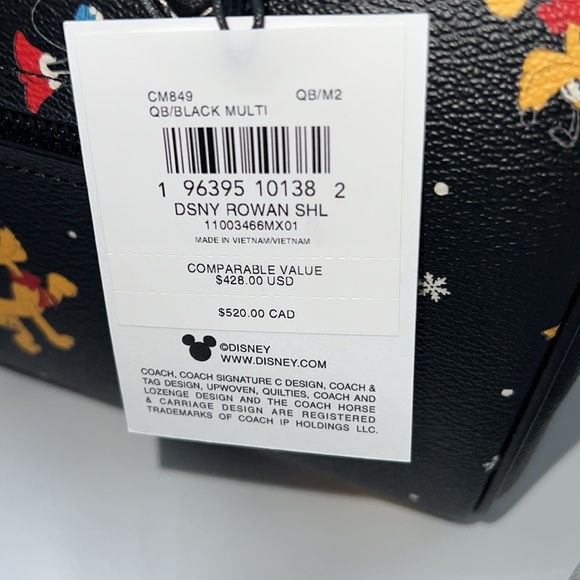 CM849 QB/M2
QB/BLACK MULTI
1 96395 10138 2
DSNY ROWAN SHL
11003466MX01
MADE IN VIETNAM/VIETNAM
COMPARABLE VALUE
$428.00 USD
$520.00 CAD
©DISNEY
WWW.DISNEY.COM
COACH, COACH SIGNATURE C DESIGN, COACH &
TAG DESIGN, UPWOVEN, QUILTIES, COACH AND
LOZENGE DESIGN AND THE COACH HORSE
& CARRIAGE DESIGN ARE REGISTERED
TRADEMARKS OF COACH IP HOLDINGS LLC.